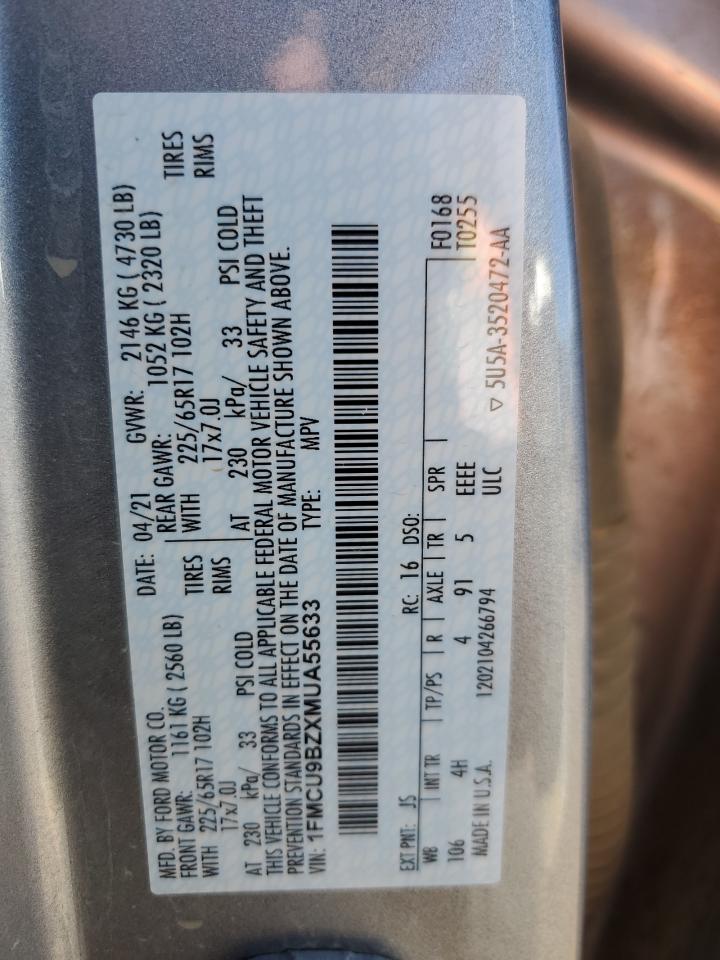 MFD. BY FORD MOTOR CO. DATE: 04/21 GVWR: 2146 KG ( 4730 LB)
FRONT GAWR: 1161 KG ( 2560 LB) REAR GAWR: 1052 KG ( 2320 LB)
WITH 225/65R17 102H TIRES WITH 225/65R17 102H TIRES
17x7.0J RIMS 17x7.0J RIMS
AT 230 kPa/ 33 PSI COLD AT 230 kPa/ 33 PSI COLD
THIS VEHICLE CONFORMS TO ALL APPLICABLE FEDERAL MOTOR VEHICLE SAFETY AND THEFT
PREVENTION STANDARDS IN EFFECT ON THE DATE OF MANUFACTURE SHOWN ABOVE.
VIN: 1FMCU9BZXMUA55633 TYPE: MPV
EXT PNT: JS RC: 16 DSO:
WB INT TR TP/PS R AXLE TR SPR F0168
106 4H 4 91 5 EEEE T0255
MADE IN U.S.A. 1202104266794 ULC ▽ 5U5A-3520472-AA